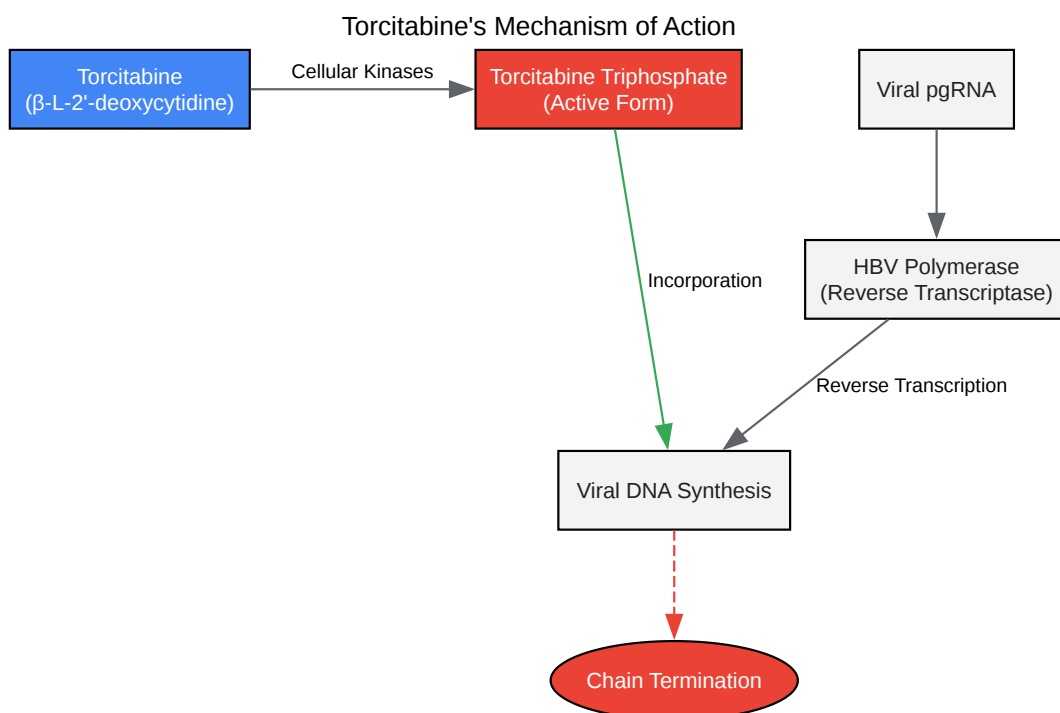 Torcitabine's Mechanism of Action
Torcitabine
(β-L-2'-deoxycytidine)
Cellular Kinases
Torcitabine Triphosphate
(Active Form)
Viral pgRNA
HBV Polymerase
(Reverse Transcriptase)
Incorporation
Reverse Transcription
Viral DNA Synthesis
Chain Termination